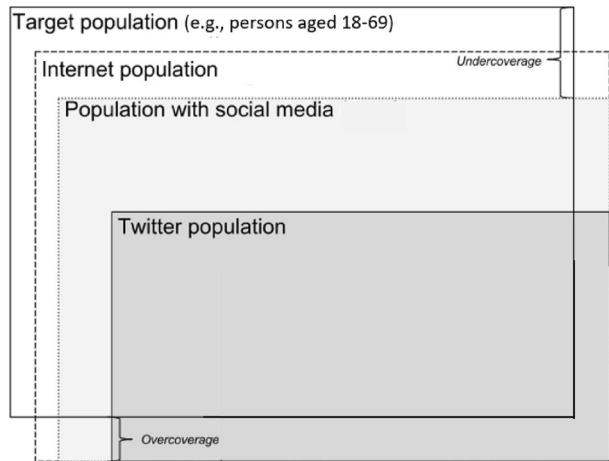 Target population (e.g., persons aged 18-69)
Undercoverage
Internet population
Population with social media
Twitter population
Overcoverage